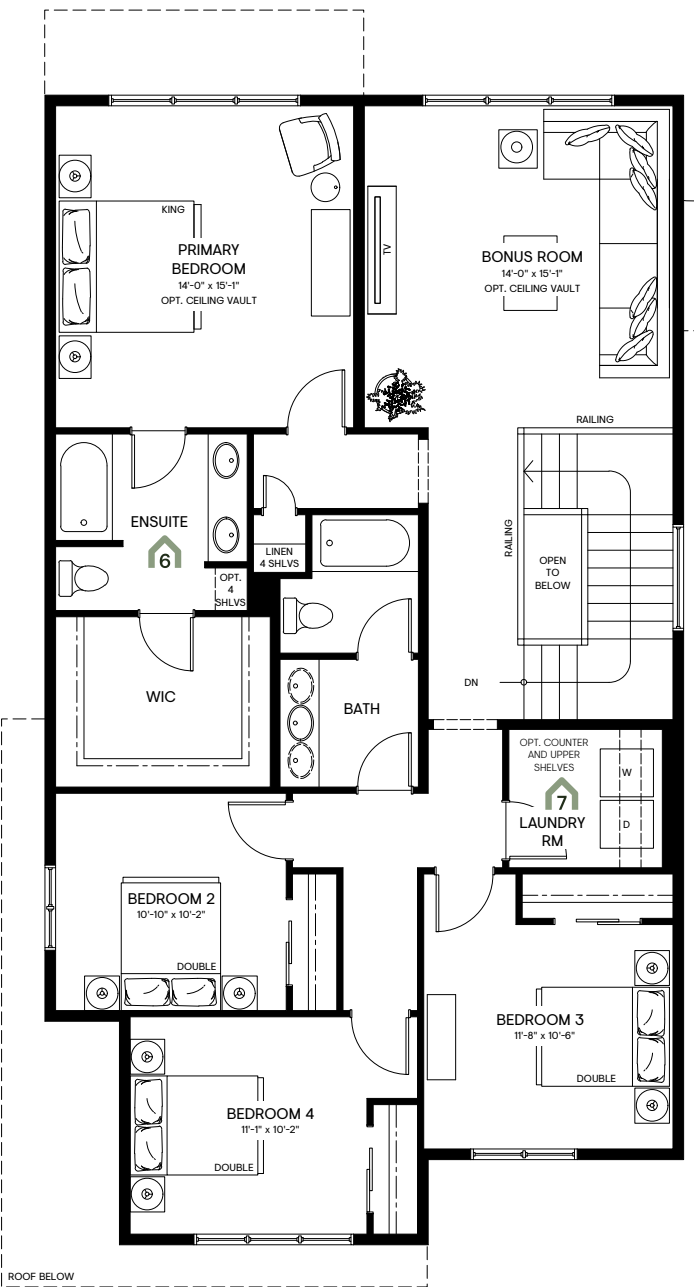 KING
PRIMARY
BEDROOM
14'-0" x 15'-1"
OPT. CEILING VAULT
TV
BONUS ROOM
14'-0" x 15'-1"
OPT. CEILING VAULT
RAILING
RAILING
OPEN
TO
BELOW
DN
ENSUITE
6
OPT.
4
SHLVS
LINEN
4 SHLVS
WIC
BATH
OPT. COUNTER
AND UPPER
SHELVES
7
LAUNDRY
RM
W
D
BEDROOM 2
10'-10" x 10'-2"
DOUBLE
BEDROOM 3
11'-8" x 10'-6"
DOUBLE
BEDROOM 4
11'-1" x 10'-2"
DOUBLE
ROOF BELOW